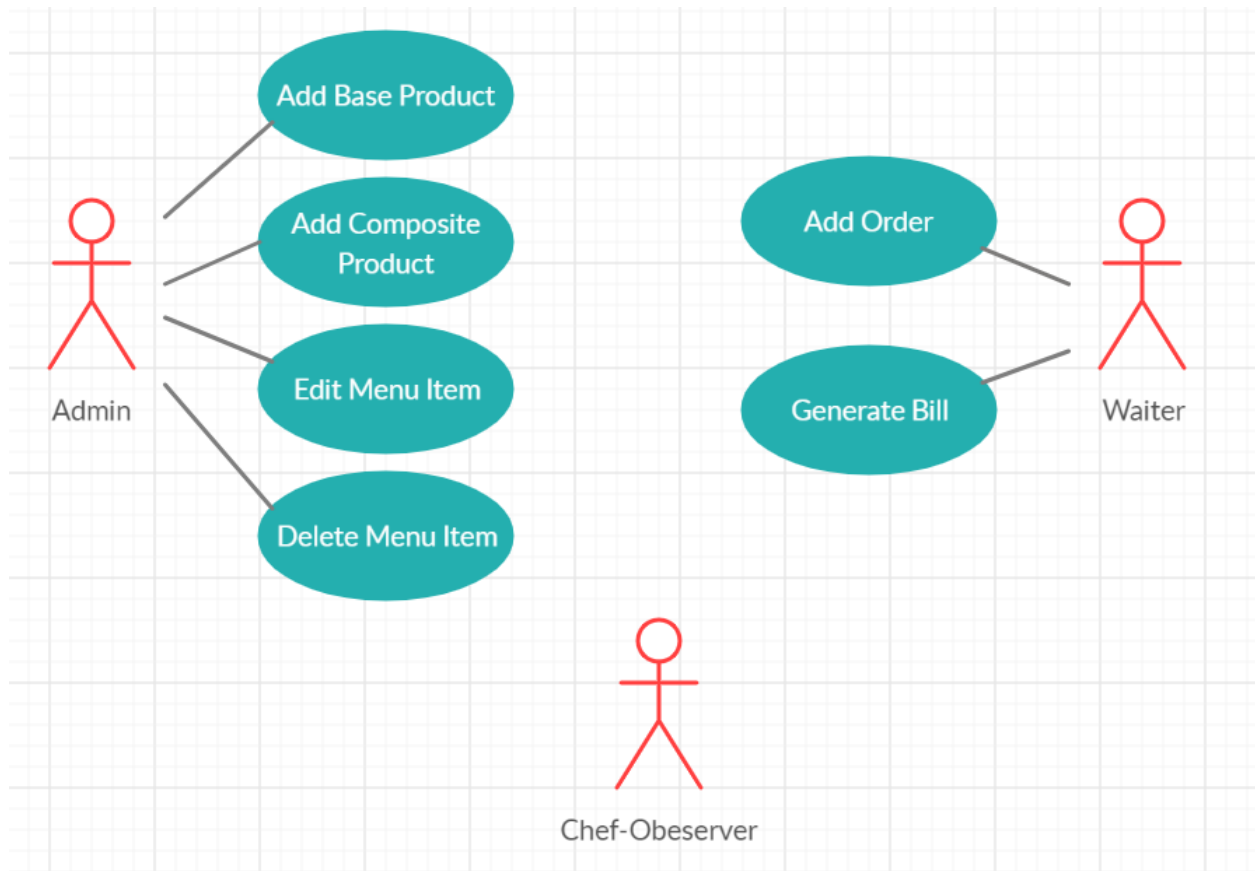 Add Base Product
Add Composite
Product
Edit Menu Item
Delete Menu Item
Admin
Add Order
Generate Bill
Waiter
Chef-Obeserver